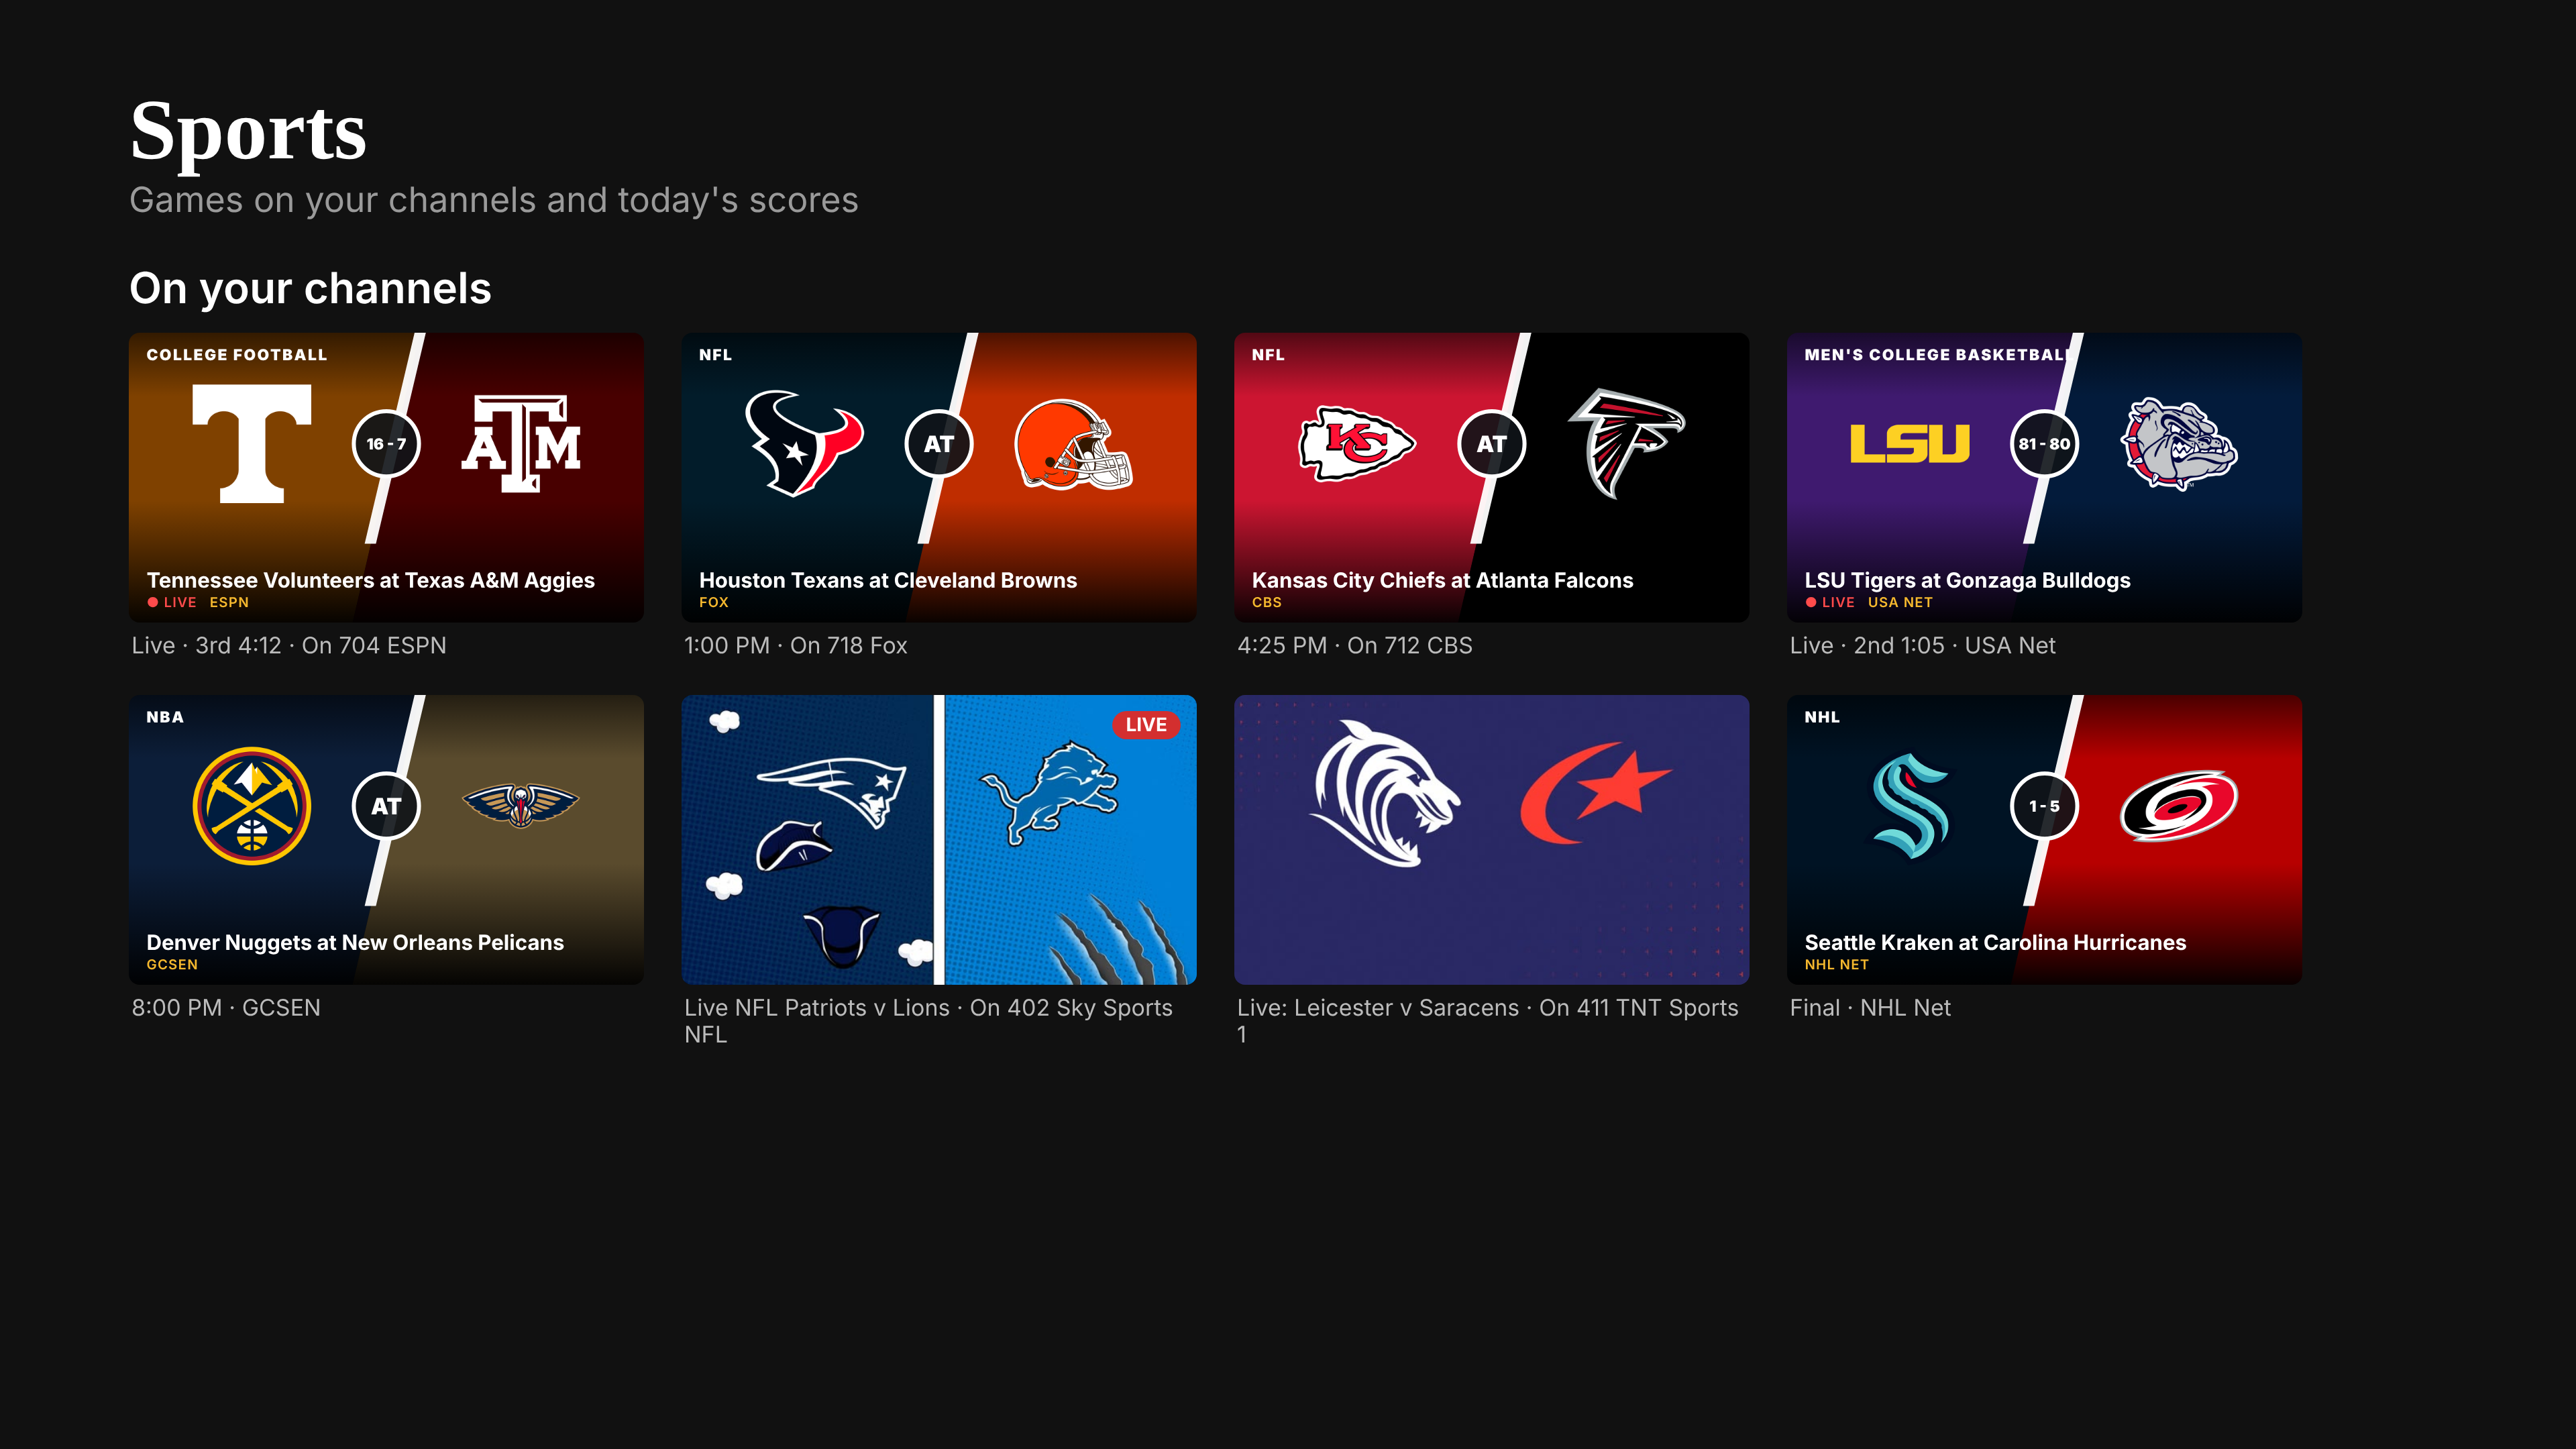 Sports
Games on your channels and today's scores
On your channels
COLLEGE FOOTBALL
T
16 - 7
ATM
Tennessee Volunteers at Texas A&M Aggies
LIVE ESPN
Live · 3rd 4:12 · On 704 ESPN
NFL
AT
Houston Texans at Cleveland Browns
FOX
1:00 PM · On 718 Fox
NFL
KC
AT
Kansas City Chiefs at Atlanta Falcons
CBS
4:25 PM · On 712 CBS
MEN'S COLLEGE BASKETBALL
LSU
81 - 80
LSU Tigers at Gonzaga Bulldogs
LIVE USA NET
Live · 2nd 1:05 · USA Net
NBA
AT
Denver Nuggets at New Orleans Pelicans
GCSEN
8:00 PM · GCSEN
LIVE
Live NFL Patriots v Lions · On 402 Sky Sports
NFL
Live: Leicester v Saracens · On 411 TNT Sports
1
NHL
1 - 5
Seattle Kraken at Carolina Hurricanes
NHL NET
Final · NHL Net